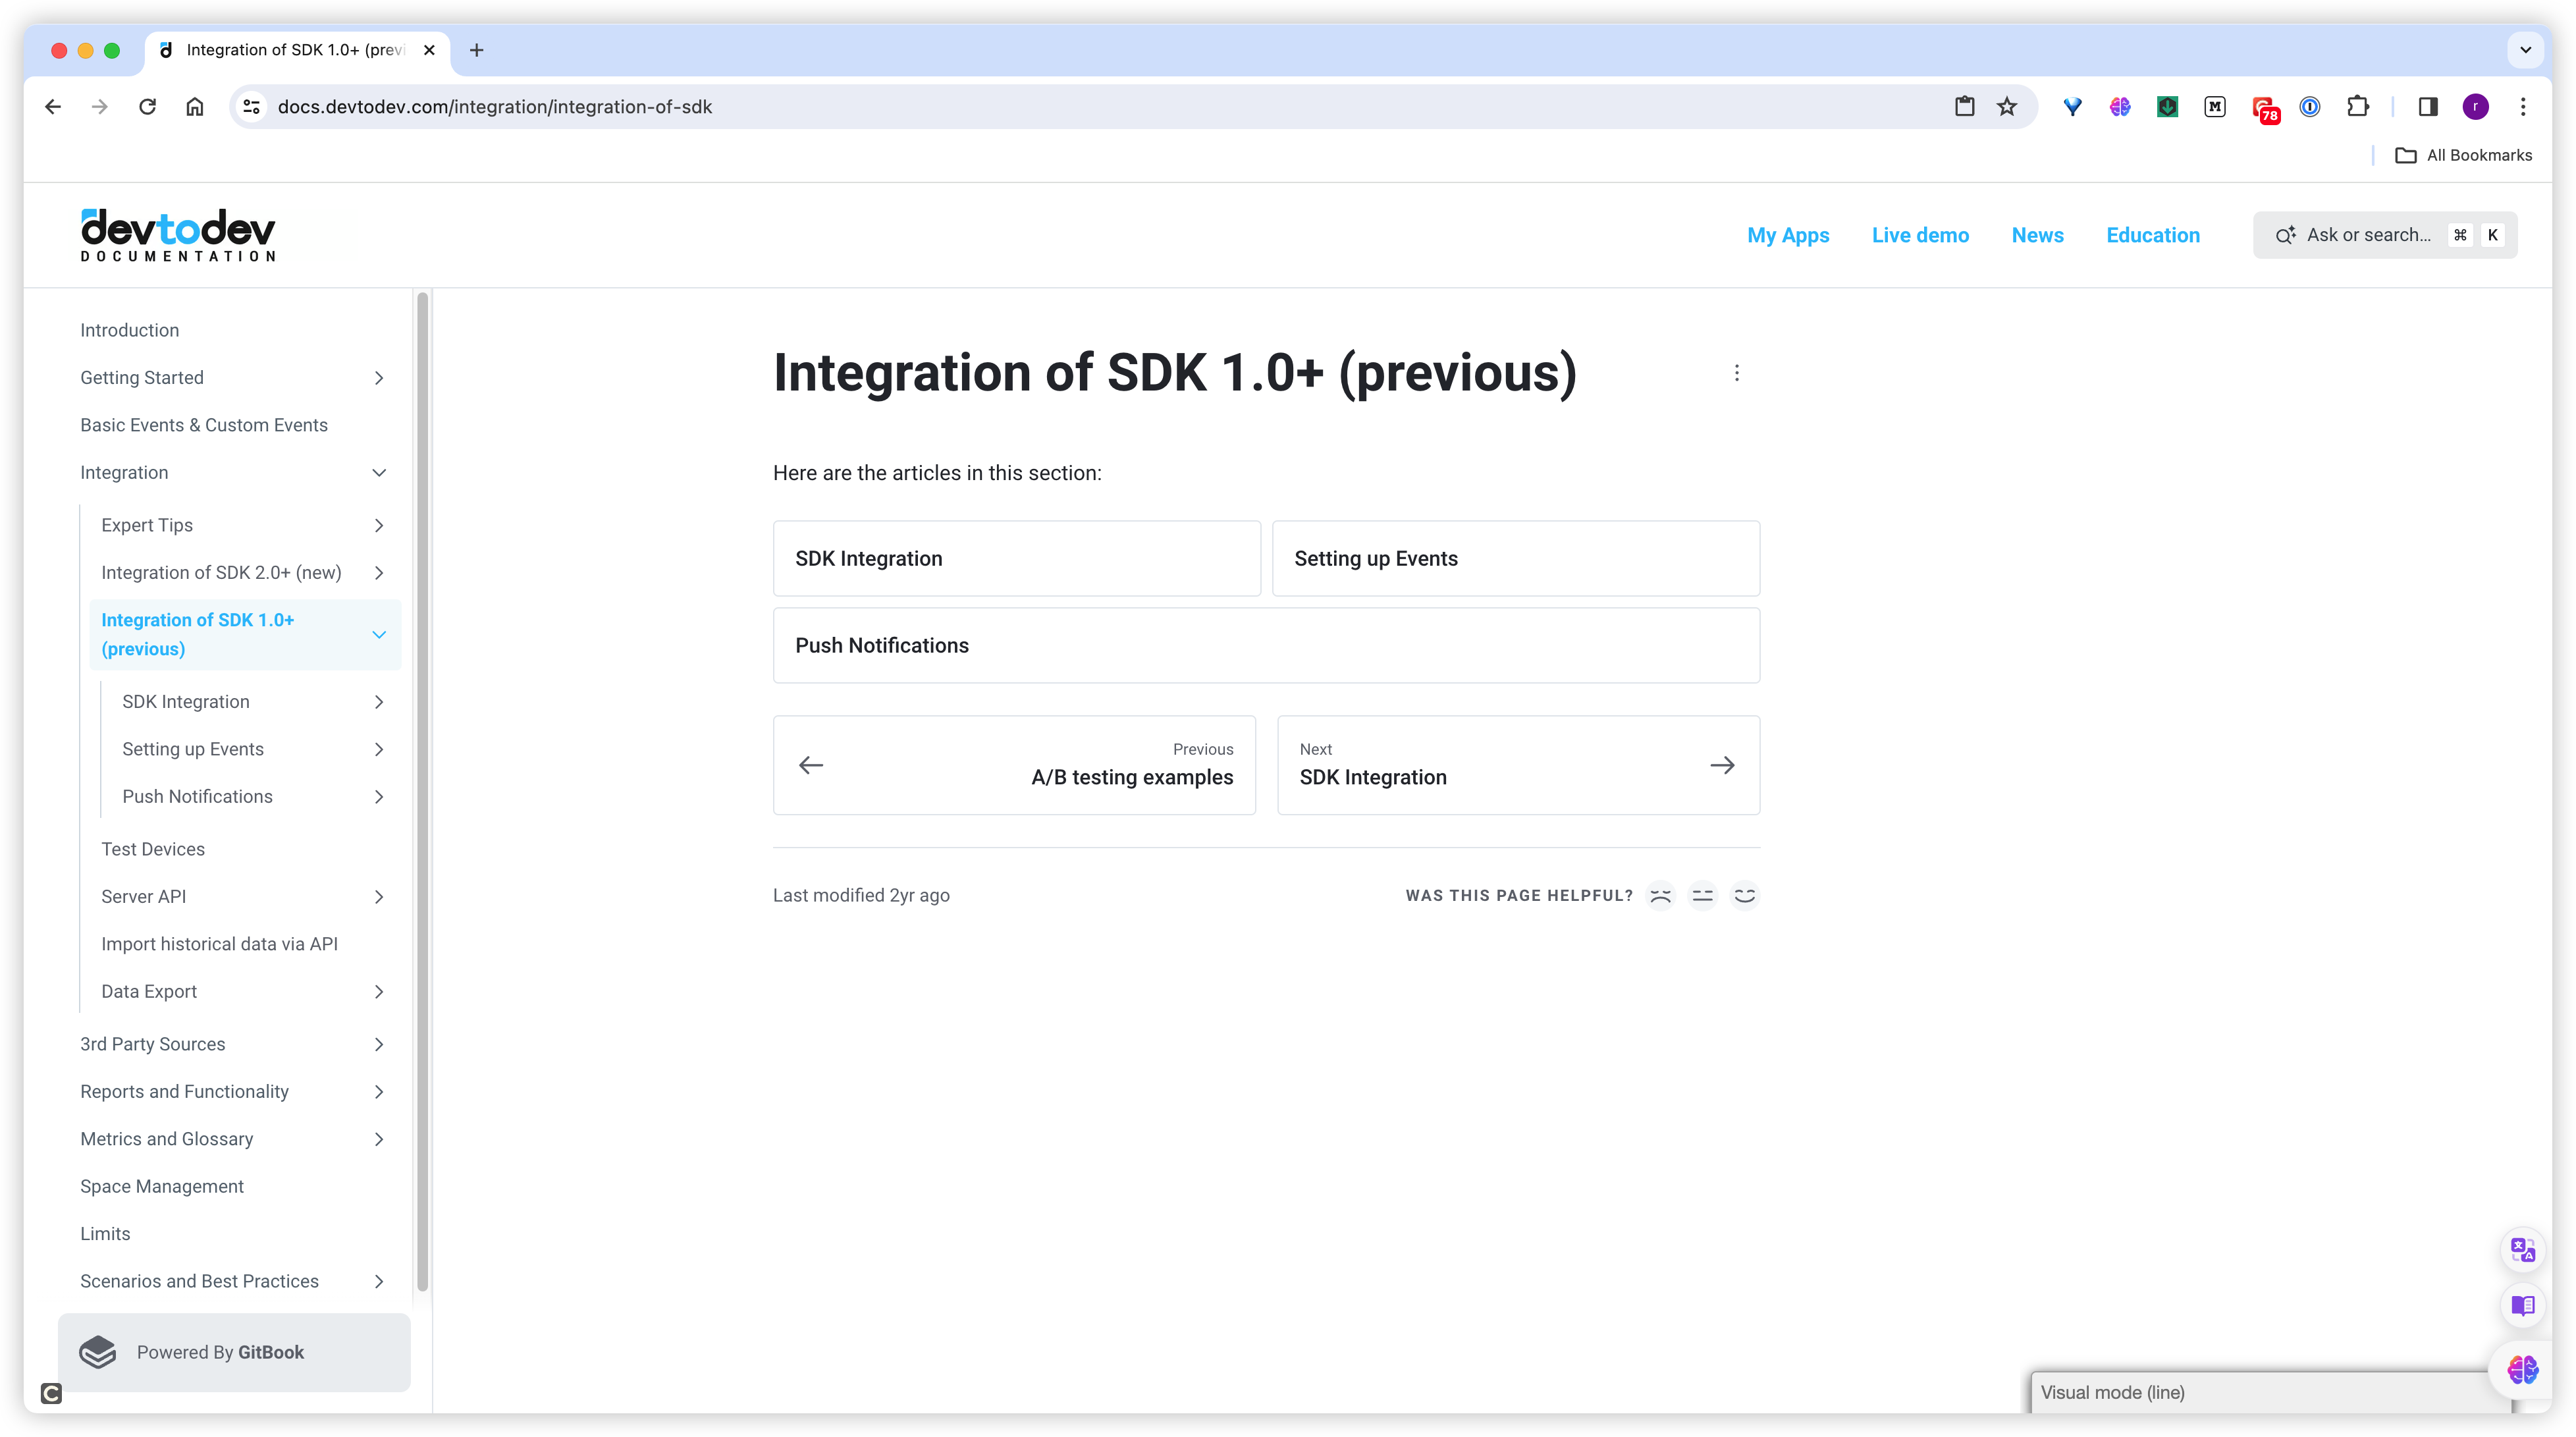 Integration of SDK 1.0+ (previ
docs.devtodev.com/integration/integration-of-sdk
M
78
r
All Bookmarks
devtodev
DOCUMENTATION
My Apps
Live demo
News
Education
Ask or search...
⌘
K
Introduction
Getting Started
Basic Events & Custom Events
Integration
Expert Tips
Integration of SDK 2.0+ (new)
Integration of SDK 1.0+
(previous)
SDK Integration
Setting up Events
Push Notifications
Test Devices
Server API
Import historical data via API
Data Export
3rd Party Sources
Reports and Functionality
Metrics and Glossary
Space Management
Limits
Scenarios and Best Practices
Powered By GitBook
C
Integration of SDK 1.0+ (previous)
Here are the articles in this section:
SDK Integration
Setting up Events
Push Notifications
Previous
A/B testing examples
Next
SDK Integration
Last modified 2yr ago
WAS THIS PAGE HELPFUL?
Visual mode (line)